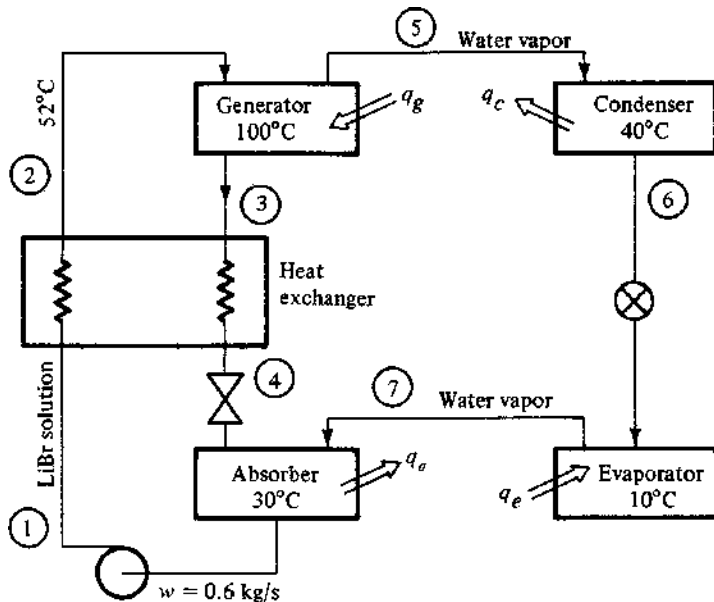 5
Water vapor
Generator
100°C
q_g
q_c
Condenser
40°C
52°C
2
3
6
Heat
exchanger
LiBr solution
4
7
Water vapor
Absorber
30°C
q_a
q_e
Evaporator
10°C
1
w = 0.6 kg/s